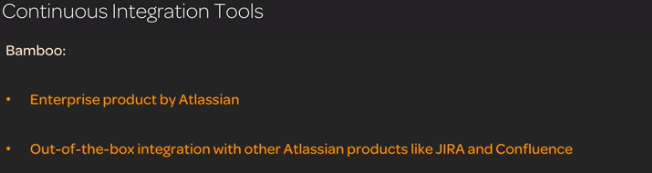 Continuous Integration Tools
Bamboo:
• Enterprise product by Atlassian
• Out-of-the-box integration with other Atlassian products like JIRA and Confluence